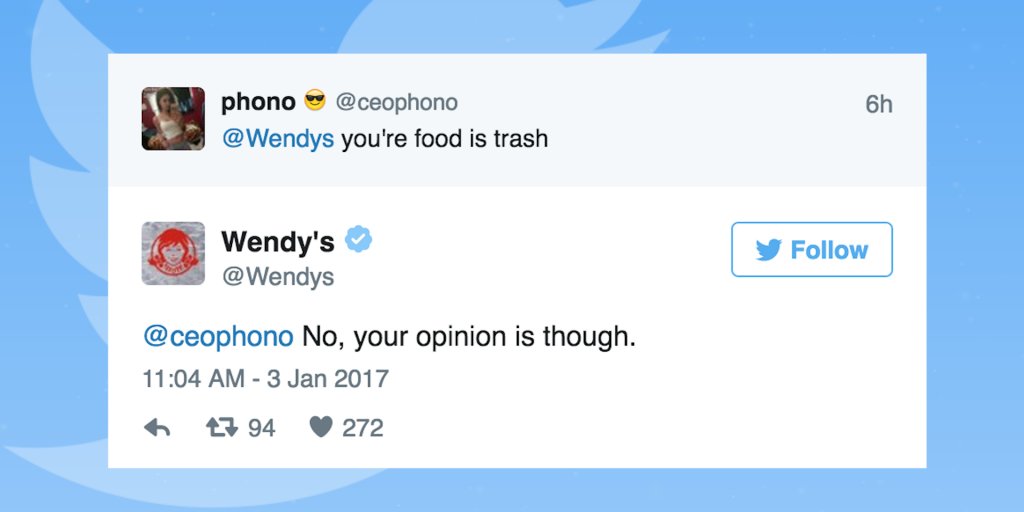 phono 😎 @ceophono 6h
@Wendys you're food is trash
Wendy's
@Wendys
Follow
@ceophono No, your opinion is though.
11:04 AM - 3 Jan 2017
94 272